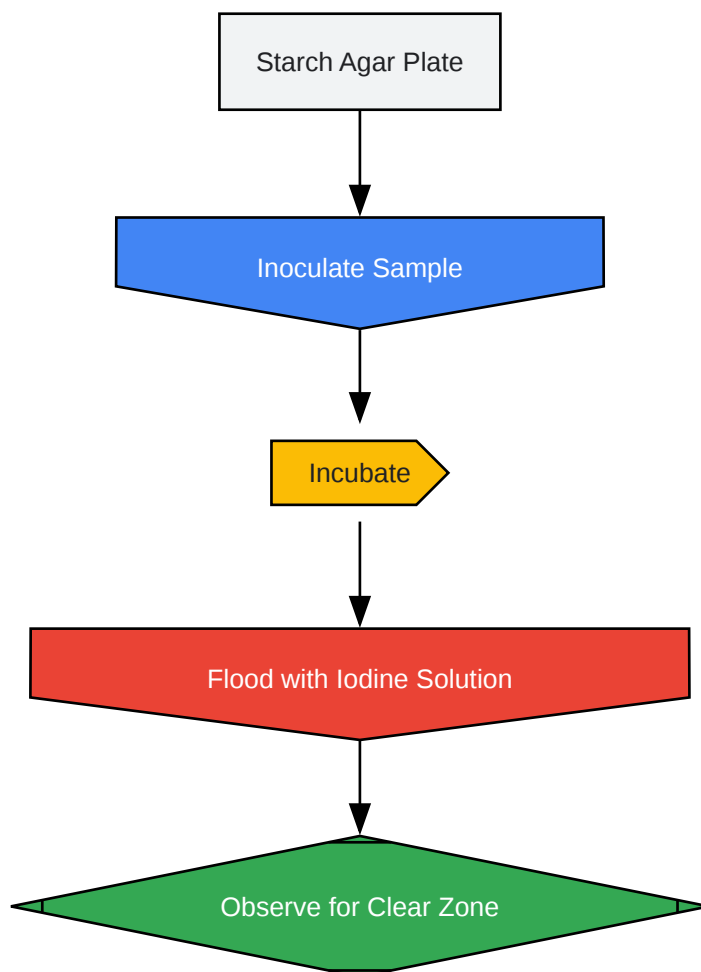 Starch Agar Plate
Inoculate Sample
Incubate
Flood with Iodine Solution
Observe for Clear Zone